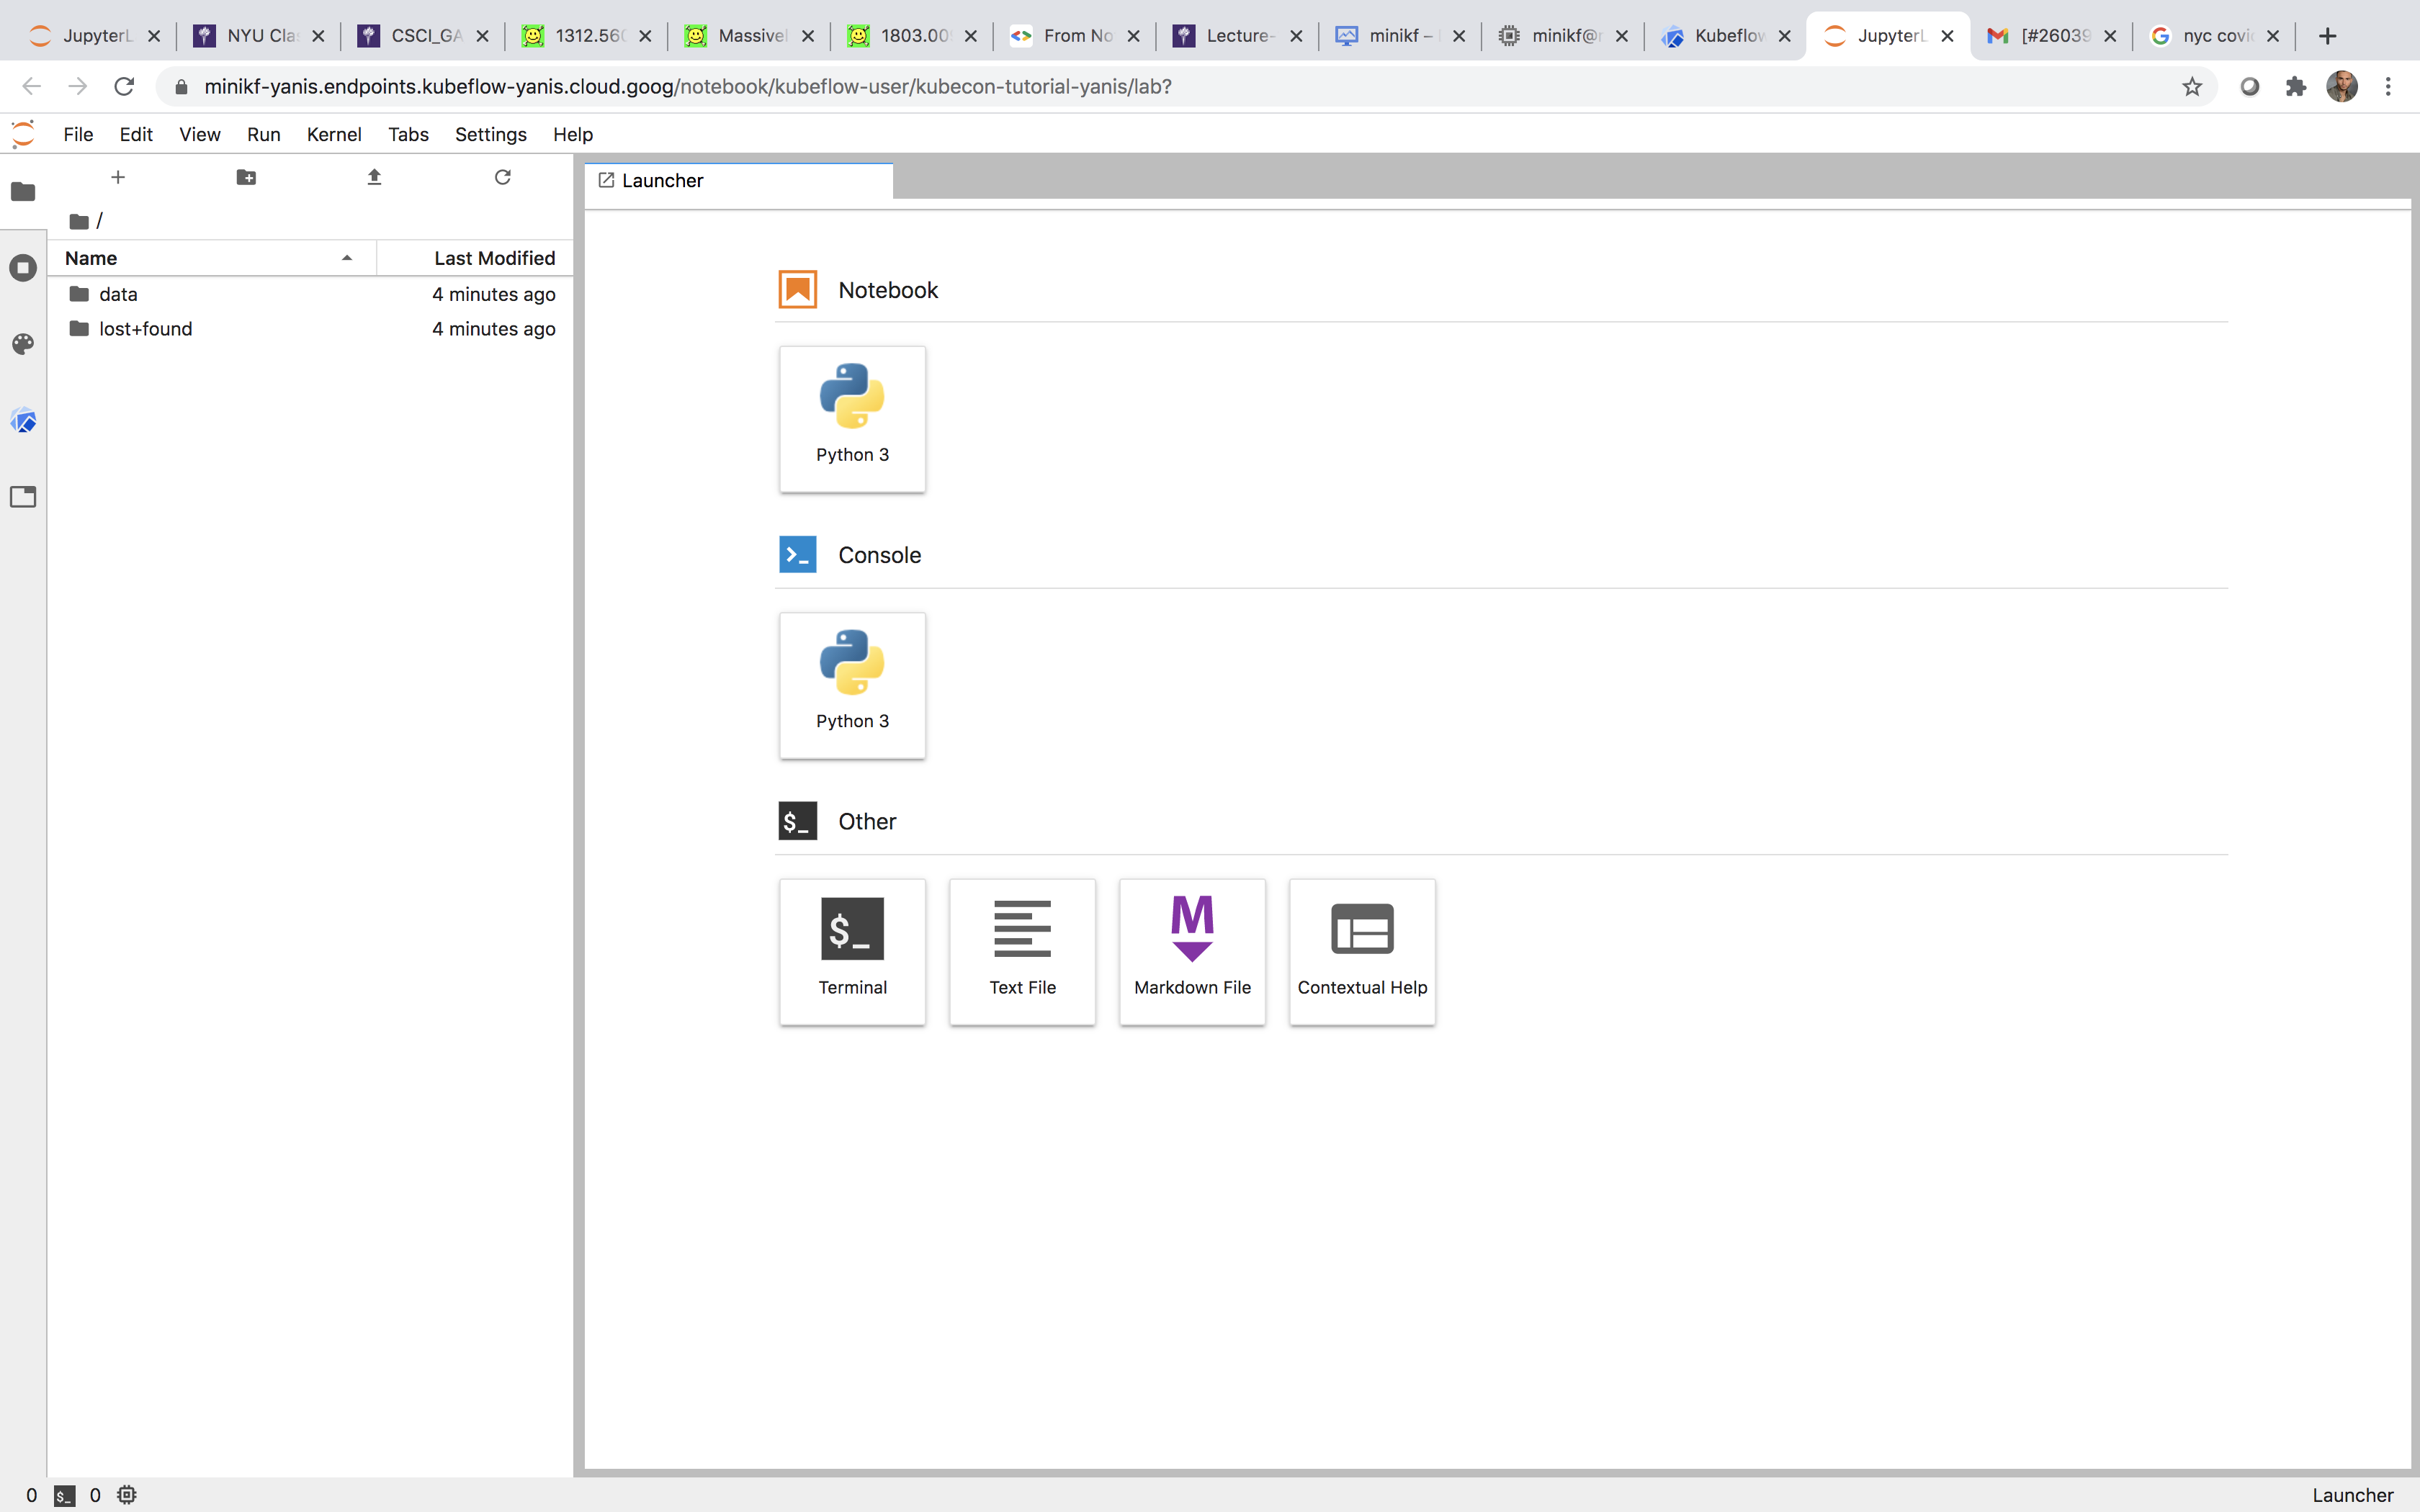 JupyterL NYU Cla CSCI_GA 1312.560 Massivel 1803.00 From No Lecture- minikf – minikf@ Kubeflow JupyterL [#26039 nyc covi
minikf-yanis.endpoints.kubeflow-yanis.cloud.goog/notebook/kubeflow-user/kubecon-tutorial-yanis/lab?
File Edit View Run Kernel Tabs Settings Help
Launcher
/
Name Last Modified
data 4 minutes ago
lost+found 4 minutes ago
Notebook
Python 3
Console
>_
Python 3
$_
Other
$_
Terminal Text File Markdown File Contextual Help
0 $_ 0 Launcher